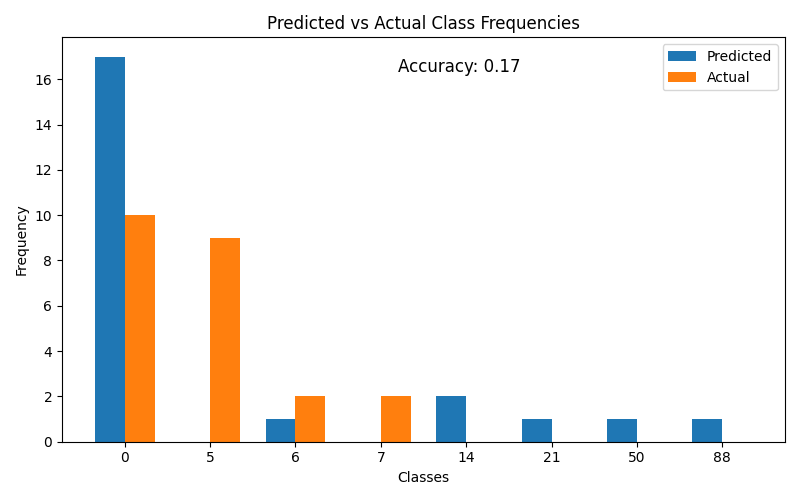 Predicted vs Actual Class Frequencies
Accuracy: 0.17
Predicted
Actual
Frequency
16
14
12
10
8
6
4
2
0
0 5 6 7 14 21 50 88
Classes